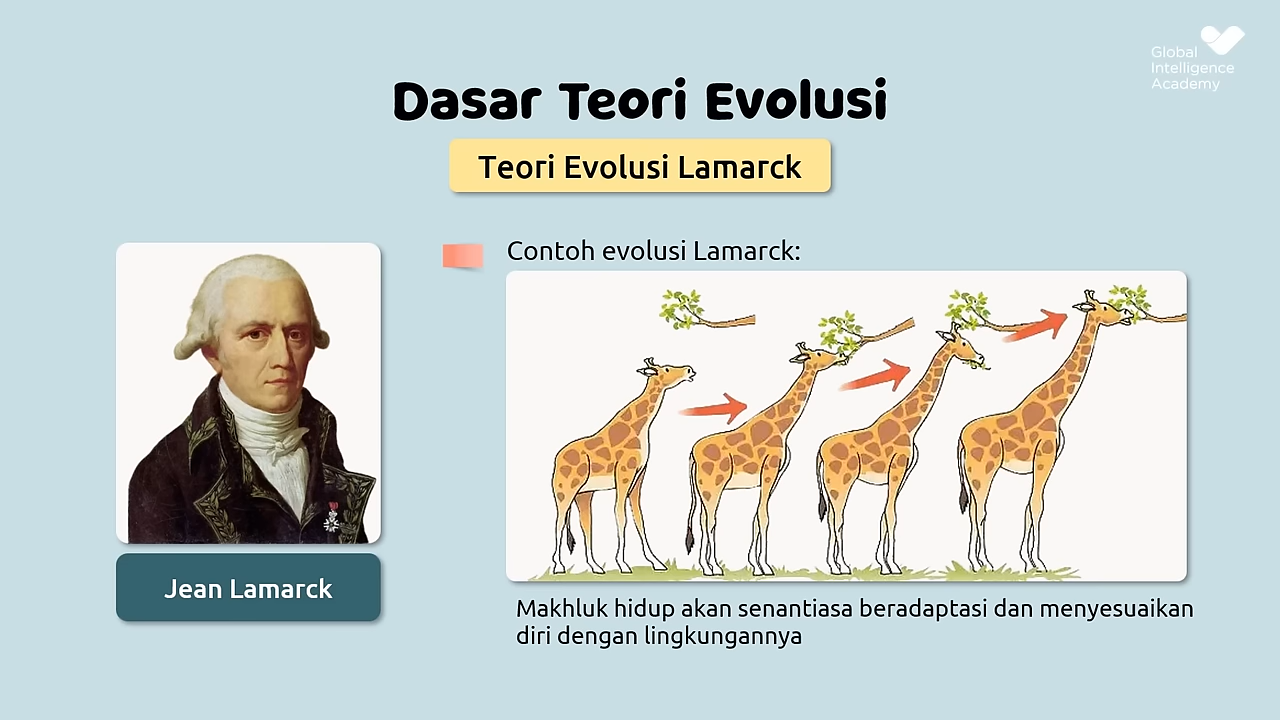 Global
Intelligence
Academy
Dasar Teori Evolusi
Teori Evolusi Lamarck
Contoh evolusi Lamarck:
Jean Lamarck
Makhluk hidup akan senantiasa beradaptasi dan menyesuaikan
diri dengan lingkungannya